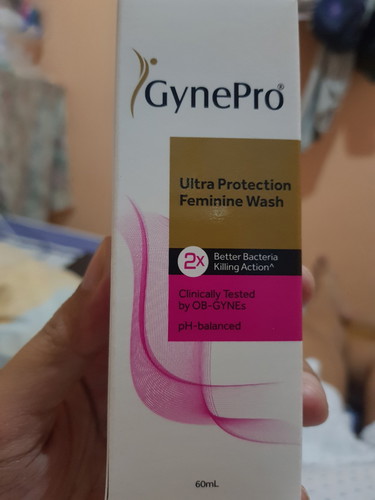 GynePro®
Ultra Protection
Feminine Wash
2x Better Bacteria
Killing Action^
Clinically Tested
by OB-GYNEs
pH-balanced
60mL